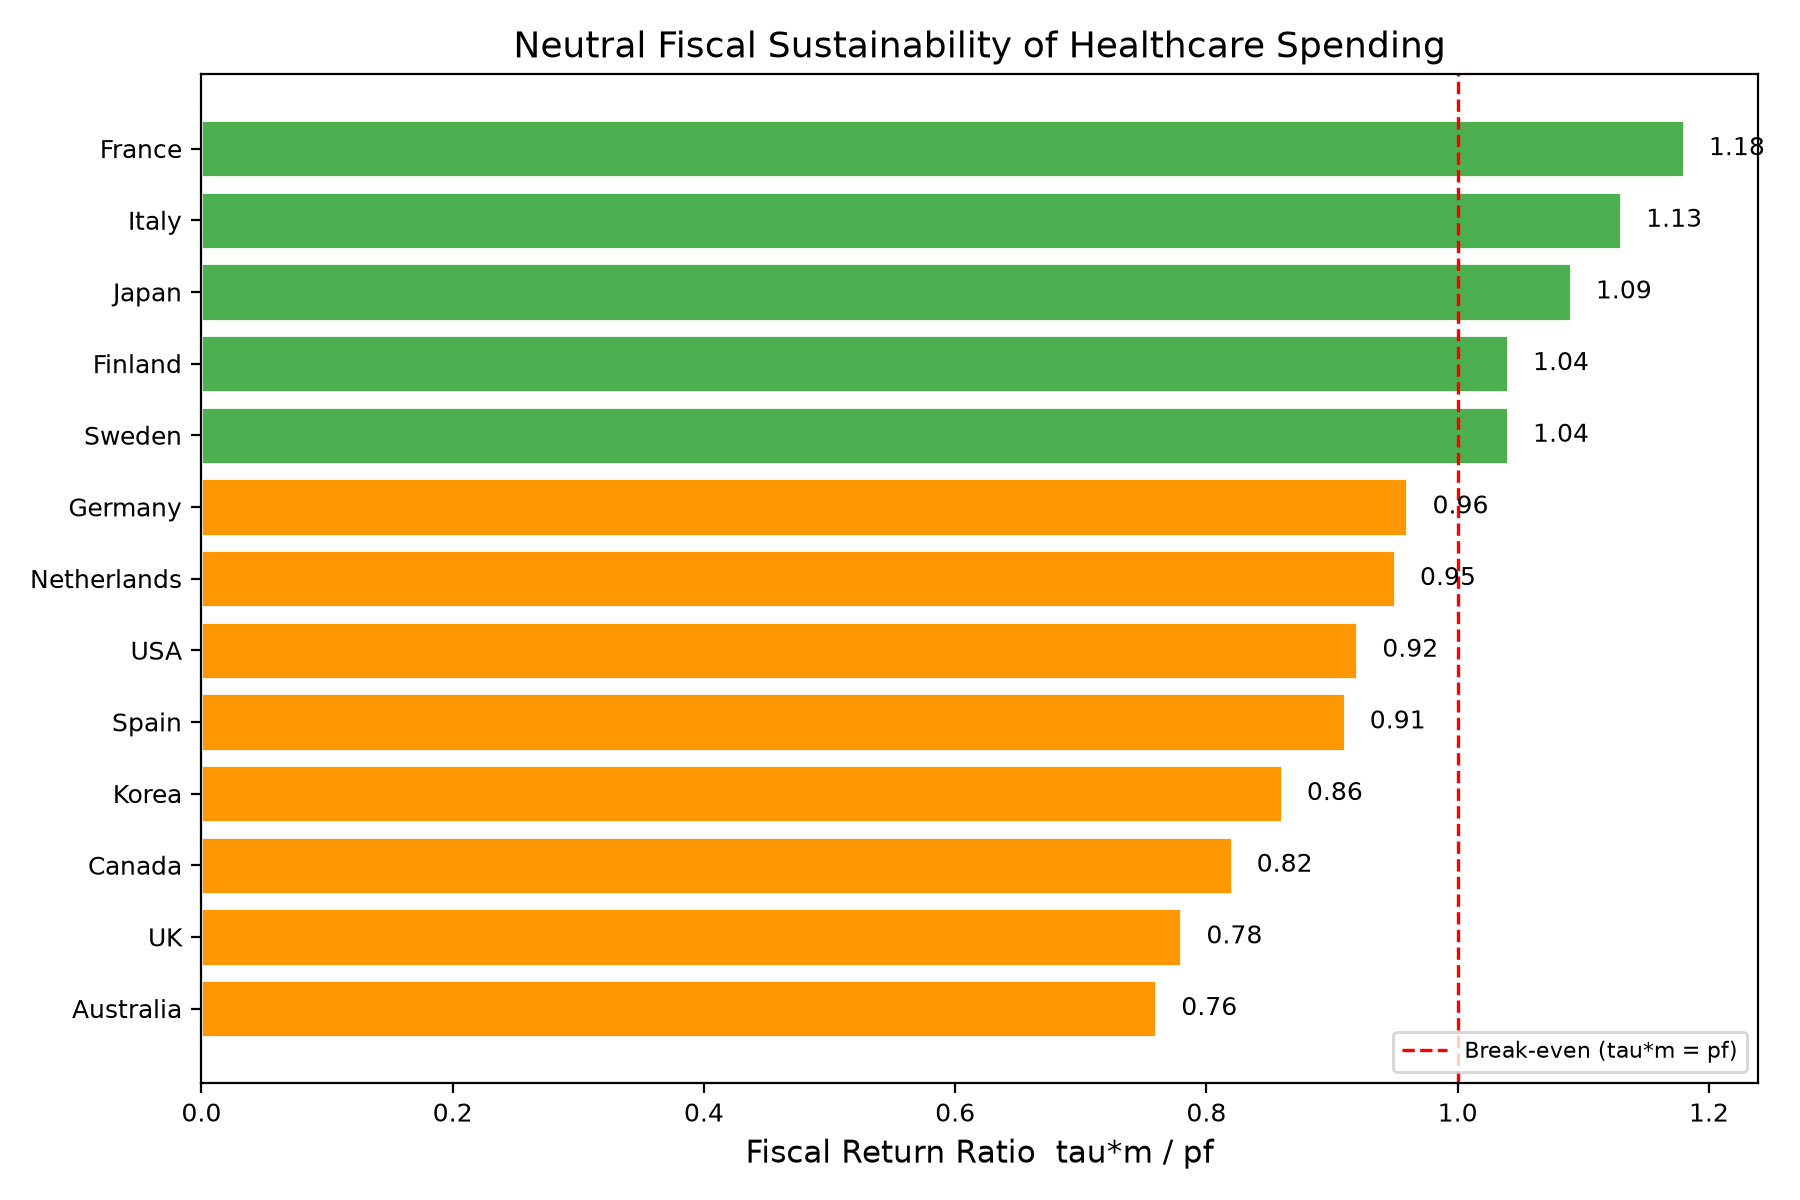 Neutral Fiscal Sustainability of Healthcare Spending
France 1.18
Italy 1.13
Japan 1.09
Finland 1.04
Sweden 1.04
Germany 0.96
Netherlands 0.95
USA 0.92
Spain 0.91
Korea 0.86
Canada 0.82
UK 0.78
Australia 0.76
Break-even (tau*m = pf)
0.0 0.2 0.4 0.6 0.8 1.0 1.2
Fiscal Return Ratio  tau*m / pf